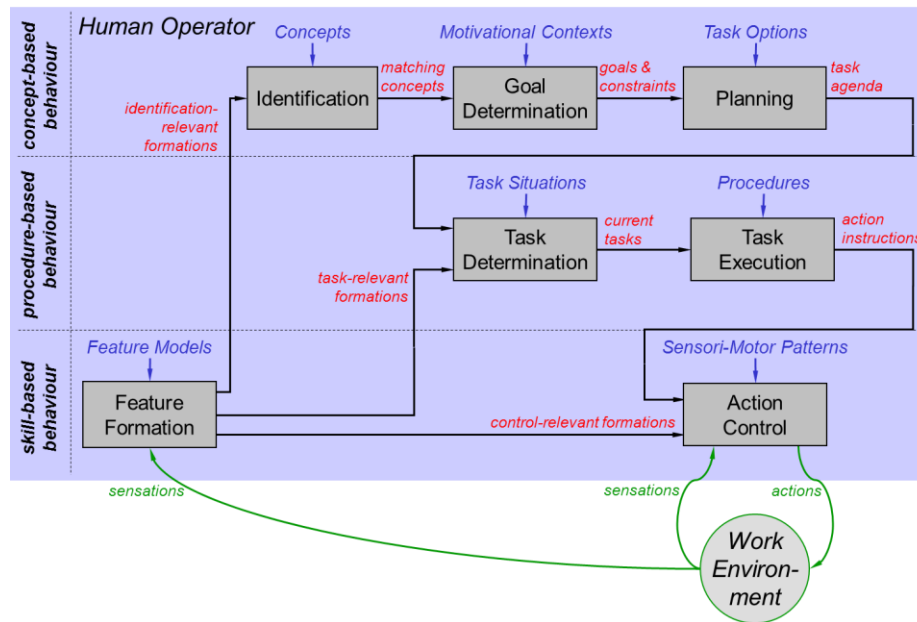 Human Operator
concept-based
behaviour
Concepts
Motivational Contexts
Task Options
identification-
relevant
formations
Identification
matching
concepts
Goal
Determination
goals &
constraints
Planning
task
agenda
procedure-based
behaviour
Task Situations
Procedures
task-relevant
formations
Task
Determination
current
tasks
Task
Execution
action
instructions
skill-based
behaviour
Feature Models
Sensori-Motor Patterns
Feature
Formation
control-relevant formations
Action
Control
sensations
sensations
actions
Work
Environ-
ment